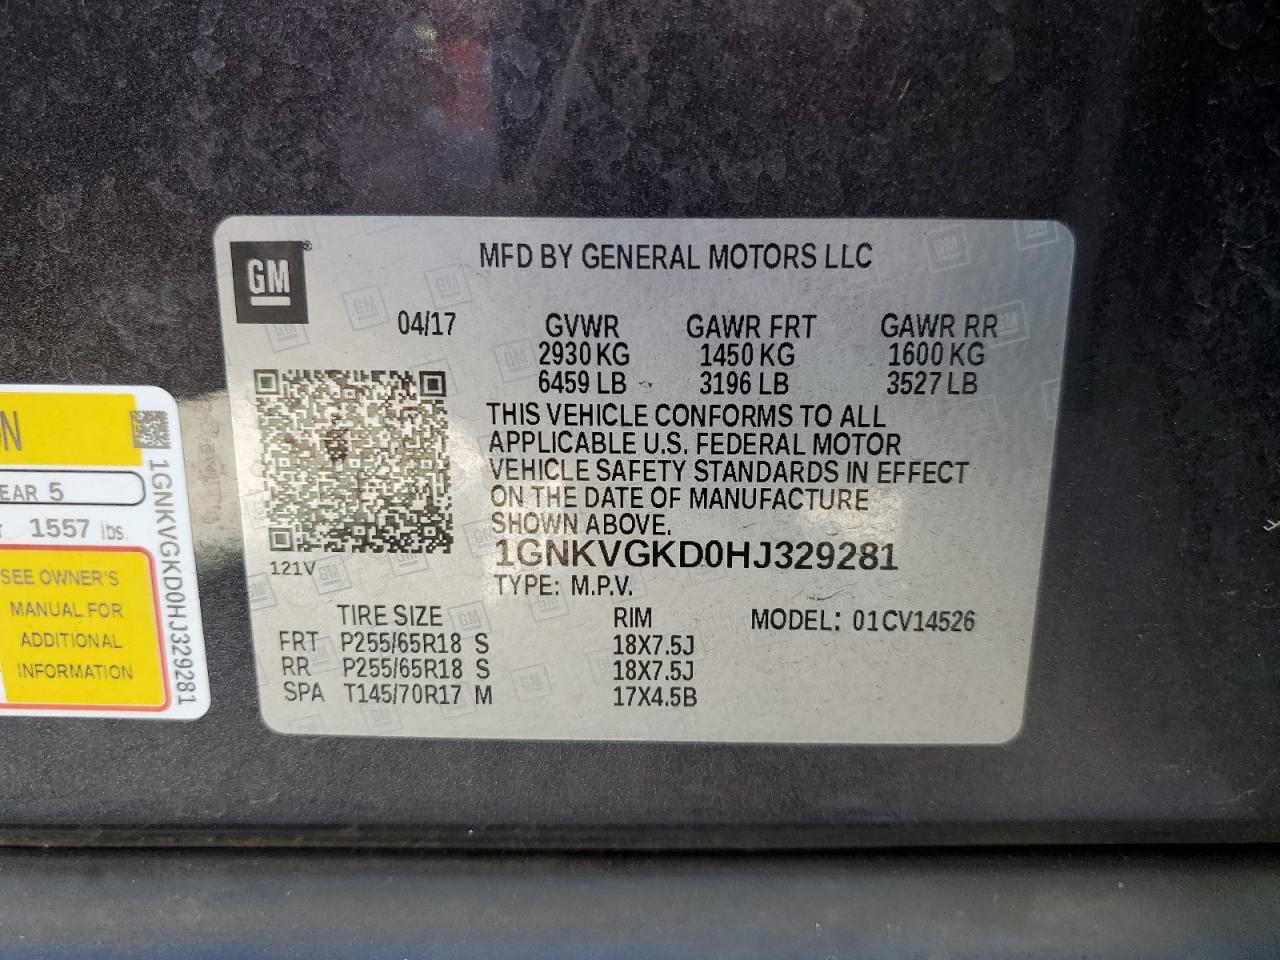 GM
®
MFD BY GENERAL MOTORS LLC
04/17
GVWR GAWR FRT GAWR RR
2930 KG 1450 KG 1600 KG
6459 LB 3196 LB 3527 LB
THIS VEHICLE CONFORMS TO ALL
APPLICABLE U.S. FEDERAL MOTOR
VEHICLE SAFETY STANDARDS IN EFFECT
ON THE DATE OF MANUFACTURE
SHOWN ABOVE.
1GNKVGKD0HJ329281
121V
TYPE: M.P.V.
TIRE SIZE RIM MODEL: 01CV14526
FRT P255/65R18 S 18X7.5J
RR P255/65R18 S 18X7.5J
SPA T145/70R17 M 17X4.5B
5
1557 lbs.
SEE OWNER'S
MANUAL FOR
ADDITIONAL
INFORMATION
1GNKVGKD0HJ329281